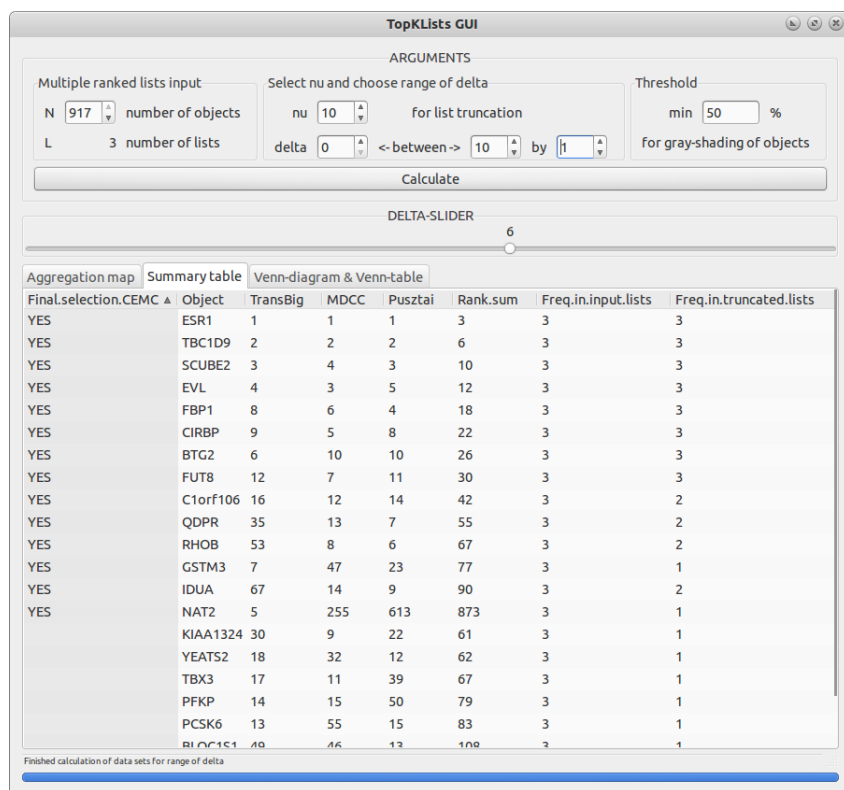 TopKLists GUI
ARGUMENTS
Multiple ranked lists input Select nu and choose range of delta Threshold
N 917 number of objects nu 10 for list truncation min 50 %
L 3 number of lists delta 0 <- between -> 10 by 1 for gray-shading of objects
Calculate
DELTA-SLIDER
6
Aggregation map Summary table Venn-diagram & Venn-table
Final.selection.CEMC Object TransBig MDCC Pusztai Rank.sum Freq.in.input.lists Freq.in.truncated.lists
YES ESR1 1 1 1 3 3 3
YES TBC1D9 2 2 2 6 3 3
YES SCUBE2 3 4 3 10 3 3
YES EVL 4 3 5 12 3 3
YES FBP1 8 6 4 18 3 3
YES CIRBP 9 5 8 22 3 3
YES BTG2 6 10 10 26 3 3
YES FUT8 12 7 11 30 3 3
YES C1orf106 16 12 14 42 3 2
YES QDPR 35 13 7 55 3 2
YES RHOB 53 8 6 67 3 2
YES GSTM3 7 47 23 77 3 1
YES IDUA 67 14 9 90 3 2
YES NAT2 5 255 613 873 3 1
KIAA1324 30 9 22 61 3 1
YEATS2 18 32 12 62 3 1
TBX3 17 11 39 67 3 1
PFKP 14 15 50 79 3 1
PCSK6 13 55 15 83 3 1
BLOC1S1 49 46 13 108 3 1
Finished calculation of data sets for range of delta